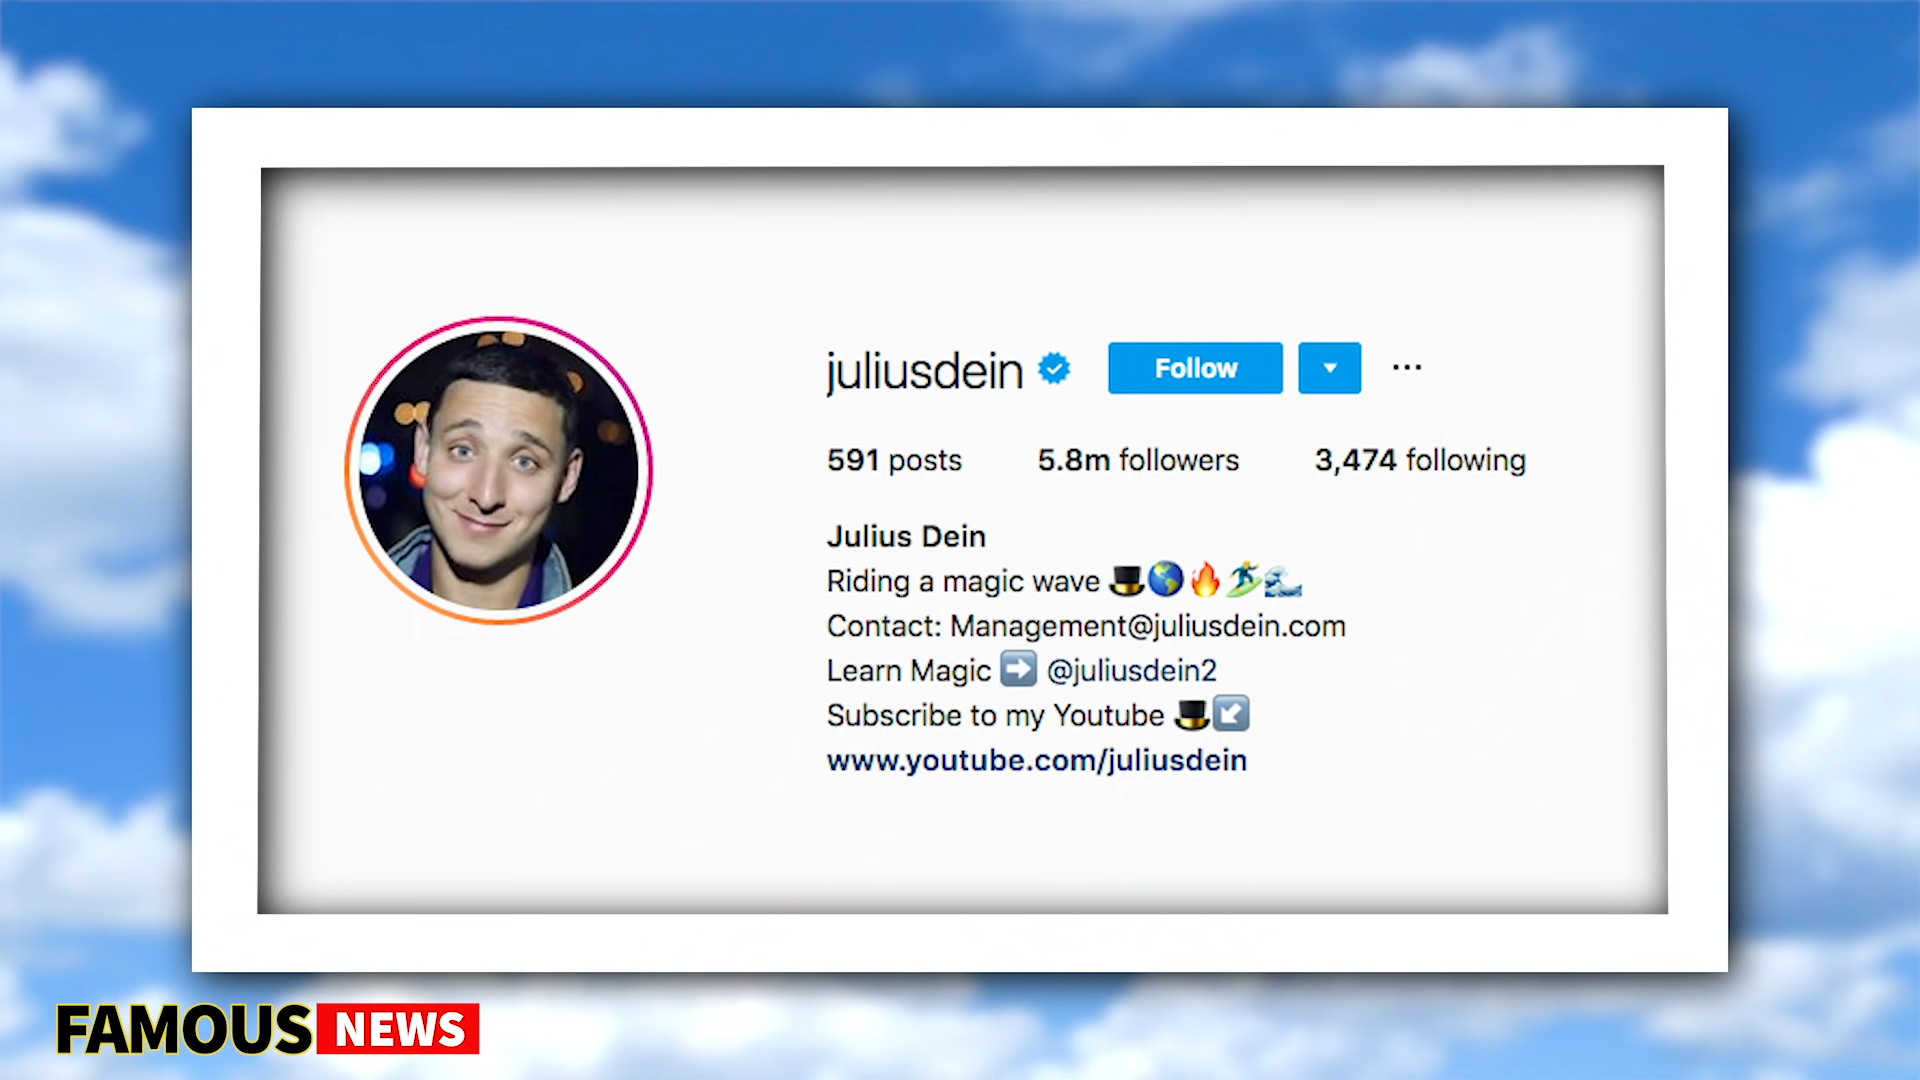 juliusdein Follow
591 posts 5.8m followers 3,474 following
Julius Dein
Riding a magic wave 🎩🌎🔥🏄🌊
Contact: Management@juliusdein.com
Learn Magic ➡️ @juliusdein2
Subscribe to my Youtube 🎩↙️
www.youtube.com/juliusdein
FAMOUS NEWS